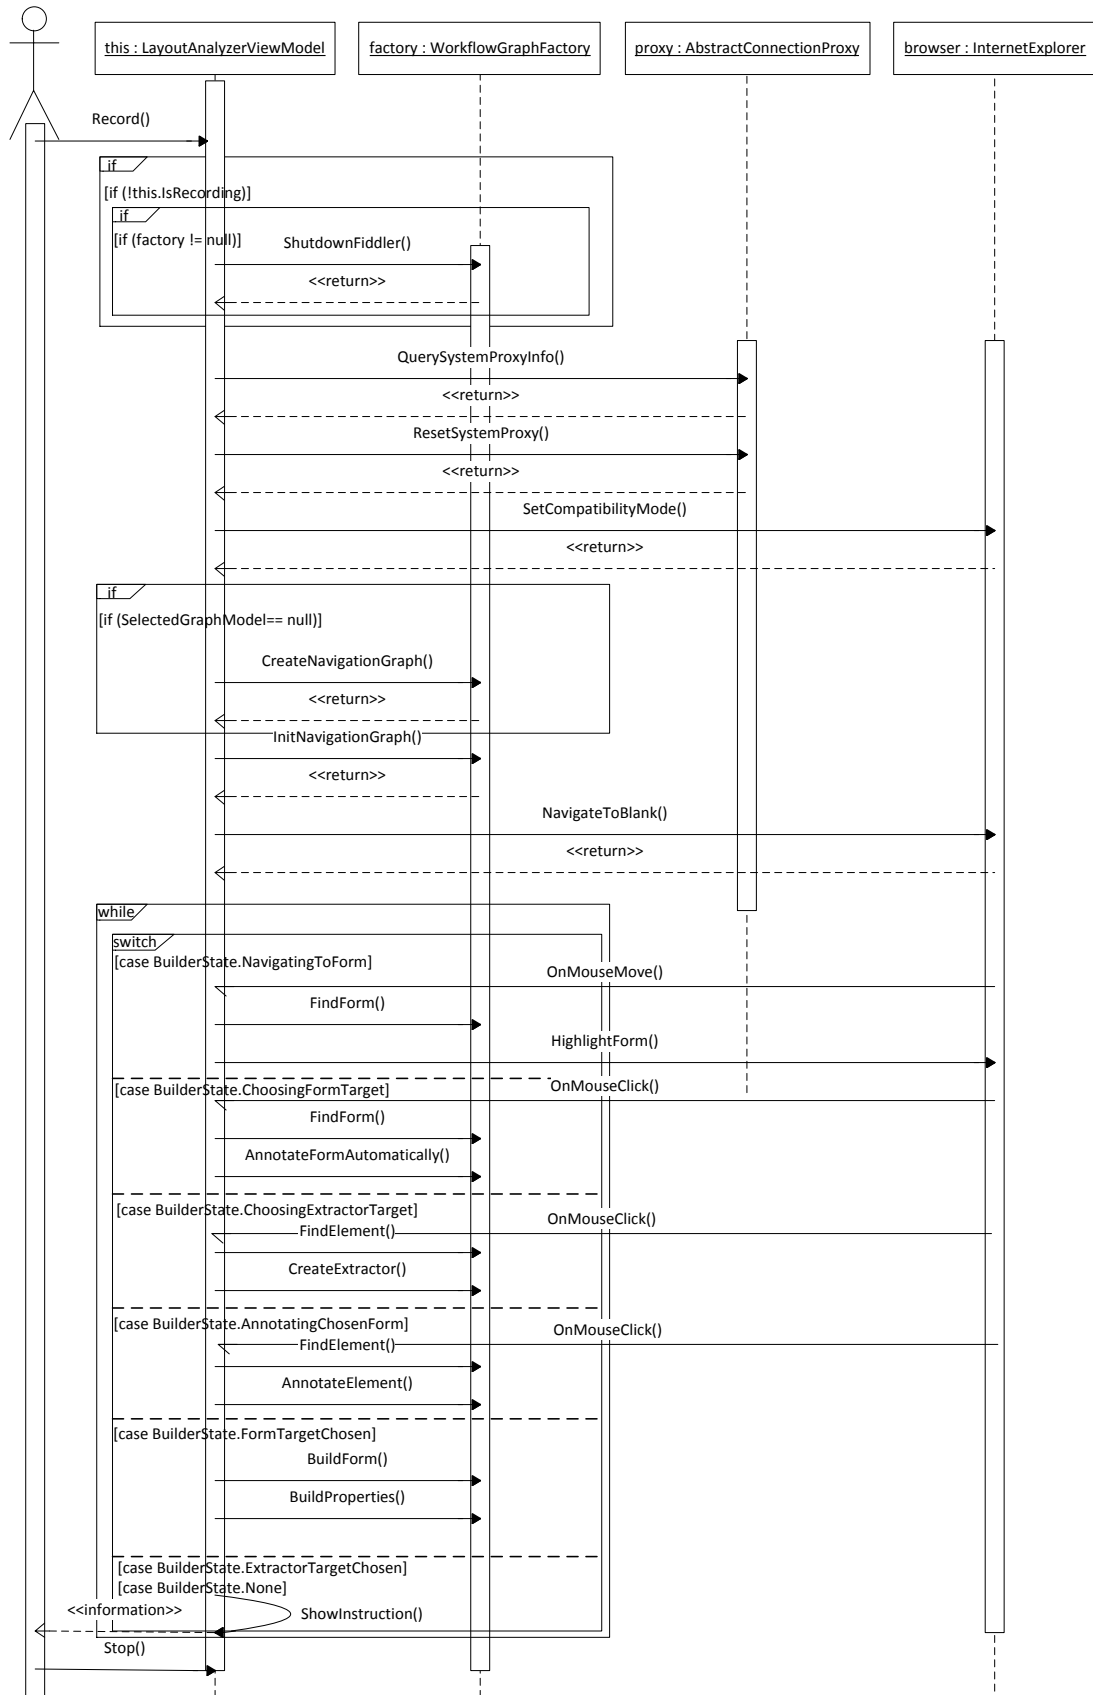 this : LayoutAnalyzerViewModel
factory : WorkflowGraphFactory
proxy : AbstractConnectionProxy
browser : InternetExplorer
Record()
if
[if (!this.IsRecording)]
if
[if (factory != null)]
ShutdownFiddler()
<<return>>
QuerySystemProxyInfo()
<<return>>
ResetSystemProxy()
<<return>>
SetCompatibilityMode()
<<return>>
if
[if (SelectedGraphModel== null)]
CreateNavigationGraph()
<<return>>
InitNavigationGraph()
<<return>>
NavigateToBlank()
<<return>>
while
switch
[case BuilderState.NavigatingToForm]
OnMouseMove()
FindForm()
HighlightForm()
[case BuilderState.ChoosingFormTarget]
OnMouseClick()
FindForm()
AnnotateFormAutomatically()
[case BuilderState.ChoosingExtractorTarget]
OnMouseClick()
FindElement()
CreateExtractor()
[case BuilderState.AnnotatingChosenForm]
OnMouseClick()
FindElement()
AnnotateElement()
[case BuilderState.FormTargetChosen]
BuildForm()
BuildProperties()
[case BuilderState.ExtractorTargetChosen]
[case BuilderState.None]
<<information>>
ShowInstruction()
Stop()